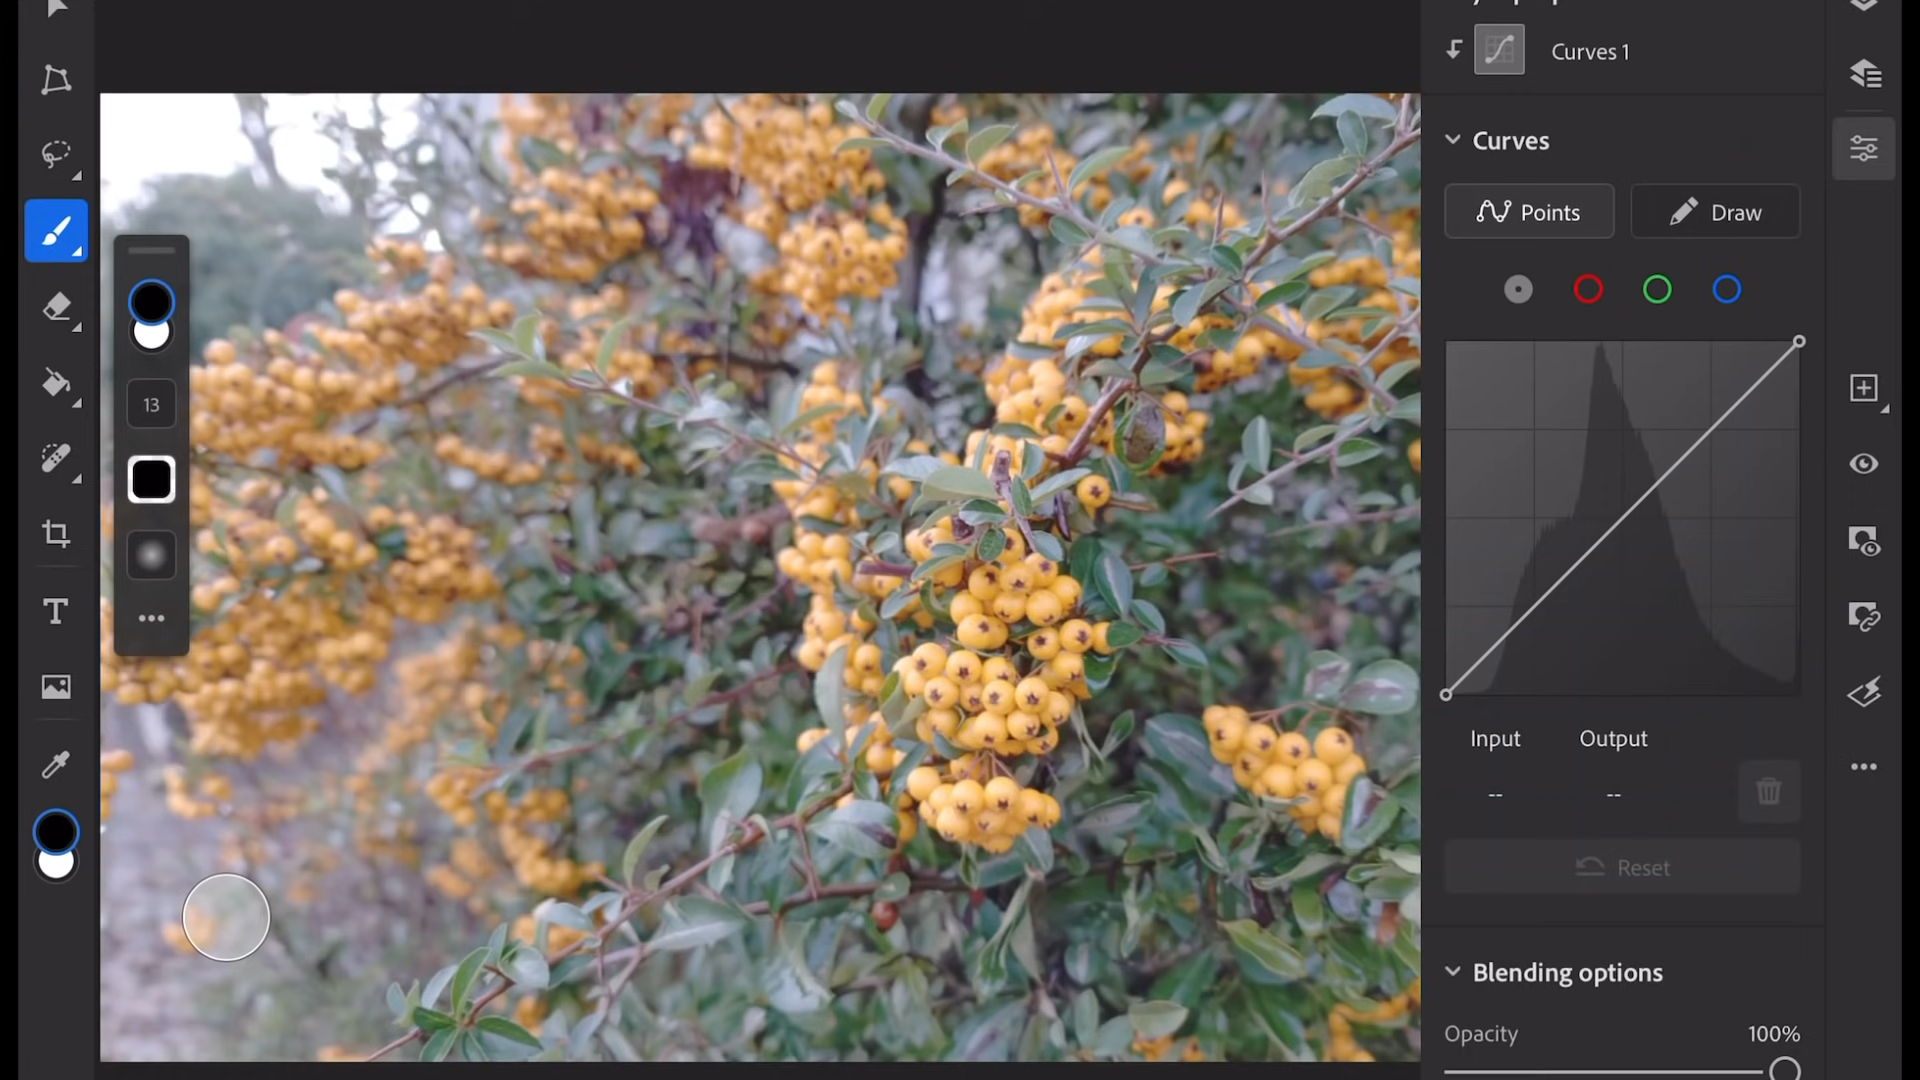 Curves 1
Curves
Points
Draw
13
Input
Output
--
--
Reset
Blending options
Opacity
100%